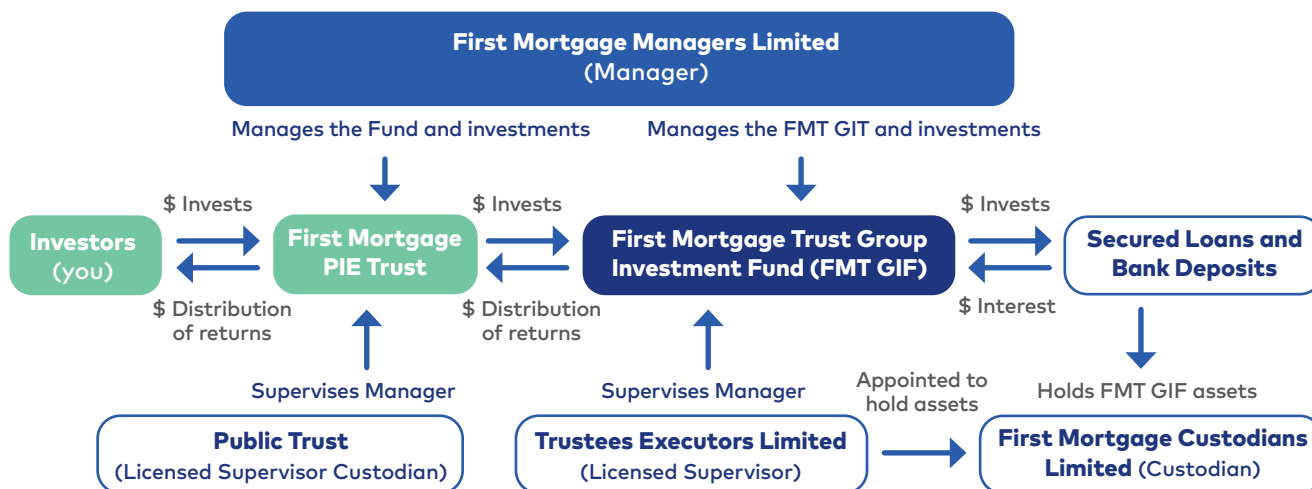 First Mortgage Managers Limited
(Manager)
Manages the Fund and investments
Manages the FMT GIT and investments
$ Invests
$ Invests
$ Invests
Investors
(you)
First Mortgage
PIE Trust
First Mortgage Trust Group
Investment Fund (FMT GIF)
Secured Loans and
Bank Deposits
$ Distribution
of returns
$ Distribution
of returns
$ Interest
Supervises Manager
Supervises Manager
Appointed to
hold assets
Holds FMT GIF assets
Public Trust
(Licensed Supervisor Custodian)
Trustees Executors Limited
(Licensed Supervisor)
First Mortgage Custodians
Limited (Custodian)